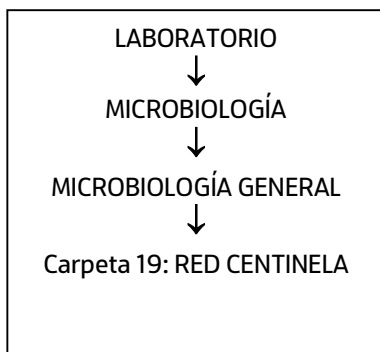 LABORATORIO
↓
MICROBIOLOGÍA
↓
MICROBIOLOGÍA GENERAL
↓
Carpeta 19: RED CENTINELA